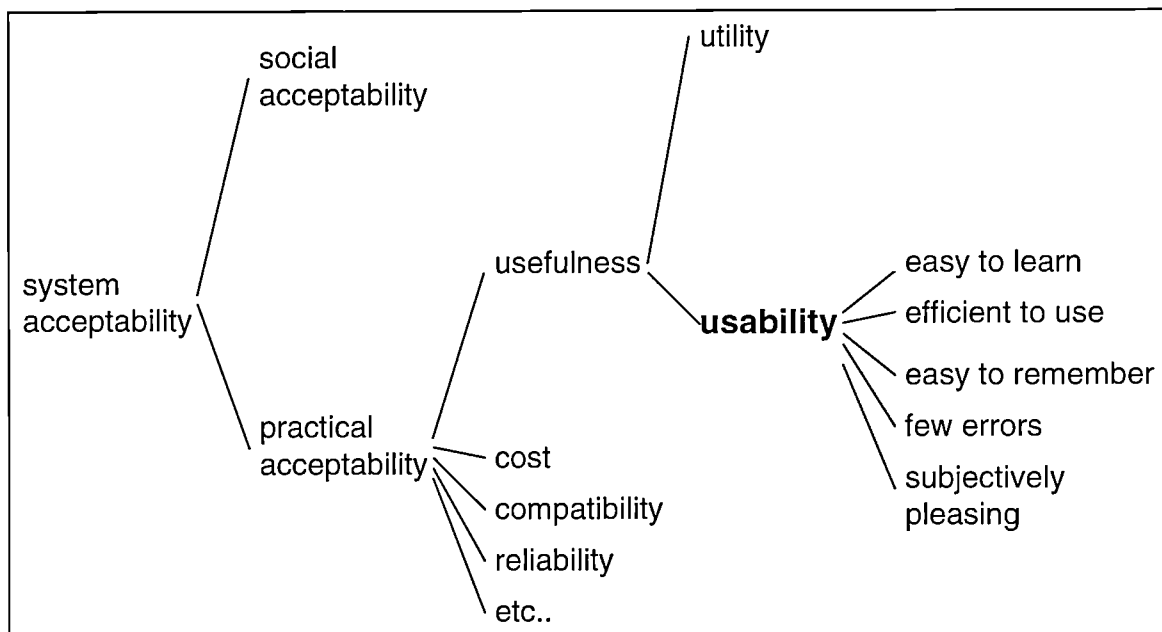 social
acceptability
utility
system
acceptability
usefulness
usability
easy to learn
efficient to use
easy to remember
few errors
subjectively
pleasing
practical
acceptability
cost
compatibility
reliability
etc..